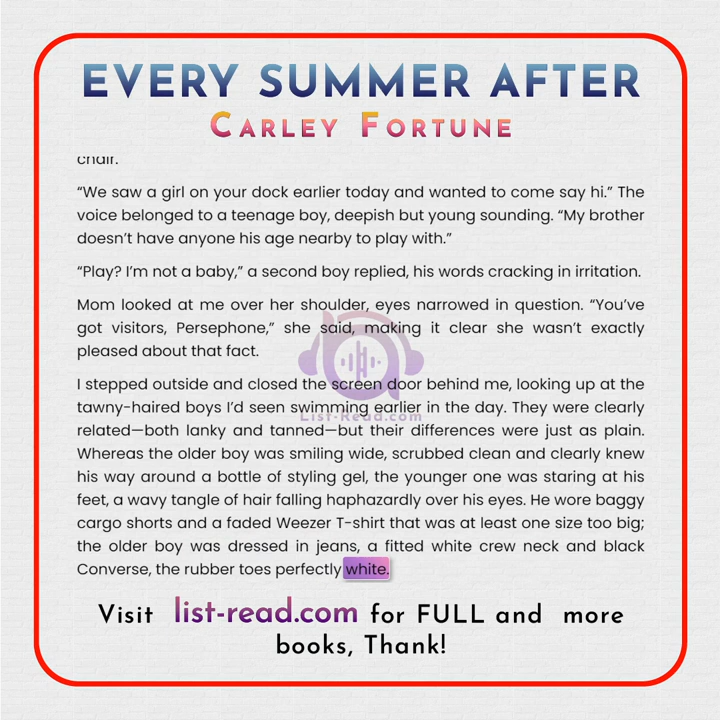 EVERY SUMMER AFTER
CARLEY FORTUNE
chair.
“We saw a girl on your dock earlier today and wanted to come say hi.” The
voice belonged to a teenage boy, deepish but young sounding. “My brother
doesn’t have anyone his age nearby to play with.”
“Play? I’m not a baby,” a second boy replied, his words cracking in irritation.
Mom looked at me over her shoulder, eyes narrowed in question. “You’ve
got visitors, Persephone,” she said, making it clear she wasn’t exactly
pleased about that fact.
I stepped outside and closed the screen door behind me, looking up at the
tawny-haired boys I’d seen swimming earlier in the day. They were clearly
List-Read.com
related—both lanky and tanned—but their differences were just as plain.
Whereas the older boy was smiling wide, scrubbed clean and clearly knew
his way around a bottle of styling gel, the younger one was staring at his
feet, a wavy tangle of hair falling haphazardly over his eyes. He wore baggy
cargo shorts and a faded Weezer T-shirt that was at least one size too big;
the older boy was dressed in jeans, a fitted white crew neck and black
Converse, the rubber toes perfectly white.
Visit list-read.com for FULL and more
books, Thank!